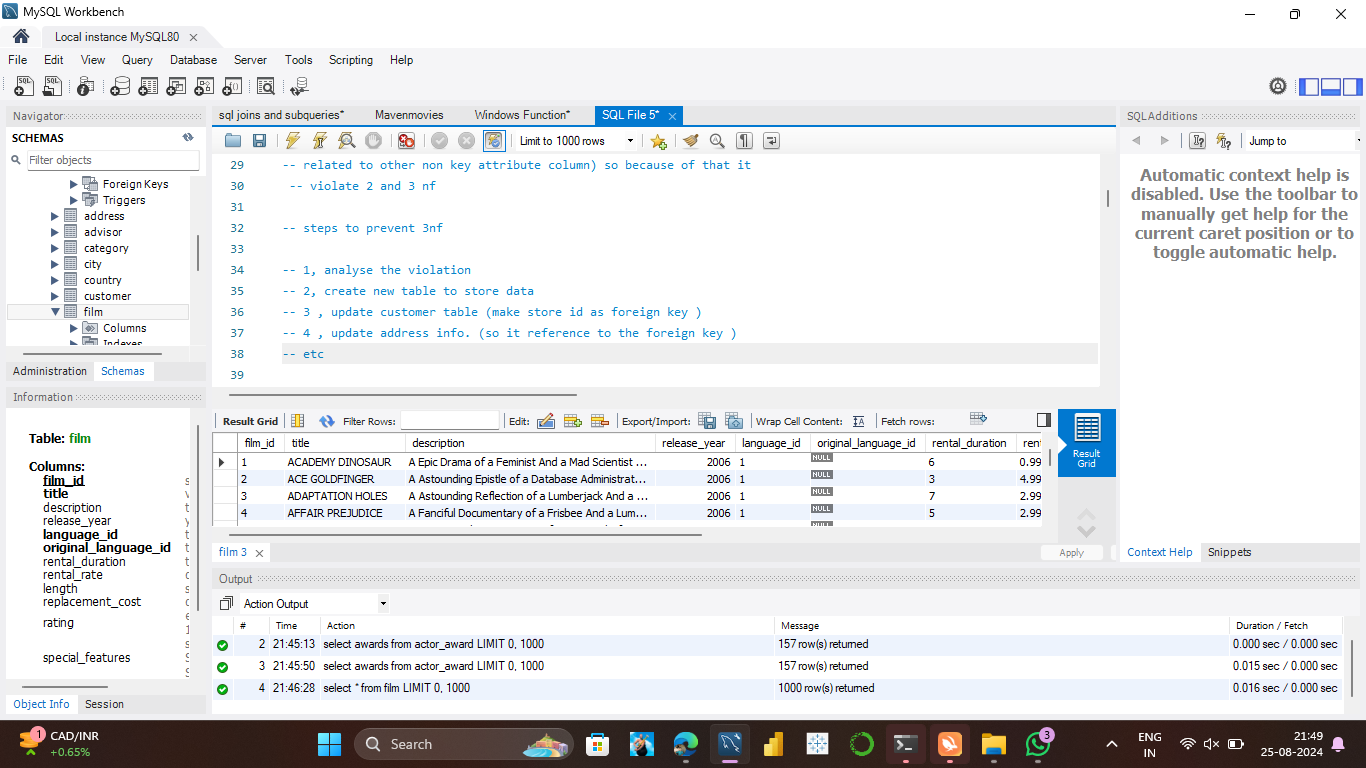 MySQL Workbench
Local instance MySQL80
File Edit View Query Database Server Tools Scripting Help
Navigator
SCHEMAS
Filter objects
Foreign Keys
Triggers
address
advisor
category
city
country
customer
film
Columns
Indexes
Administration Schemas
Information
Table: film
Columns:
film_id
title
description
release_year
language_id
original_language_id
rental_duration
rental_rate
length
replacement_cost
rating
special_features
Object Info Session
sql joins and subqueries* Mavenmovies Windows Function* SQL File 5*
Limit to 1000 rows
29 -- related to other non key attribute column) so because of that it
30 -- violate 2 and 3 nf
31
32 -- steps to prevent 3nf
33
34 -- 1, analyse the violation
35 -- 2, create new table to store data
36 -- 3 , update customer table (make store id as foreign key )
37 -- 4 , update address info. (so it reference to the foreign key )
38 -- etc
39
Result Grid Filter Rows: Edit: Export/Import: Wrap Cell Content: Fetch rows:
film_id title description release_year language_id original_language_id rental_duration rent
1 ACADEMY DINOSAUR A Epic Drama of a Feminist And a Mad Scientist ... 2006 1 NULL 6 0.99
2 ACE GOLDFINGER A Astounding Epistle of a Database Administrat... 2006 1 NULL 3 4.99
3 ADAPTATION HOLES A Astounding Reflection of a Lumberjack And a ... 2006 1 NULL 7 2.99
4 AFFAIR PREJUDICE A Fanciful Documentary of a Frisbee And a Lum... 2006 1 NULL 5 2.99
Result
Grid
film 3
Apply
Output
Action Output
# Time Action Message Duration / Fetch
2 21:45:13 select awards from actor_award LIMIT 0, 1000 157 row(s) returned 0.000 sec / 0.000 sec
3 21:45:50 select awards from actor_award LIMIT 0, 1000 157 row(s) returned 0.015 sec / 0.000 sec
4 21:46:28 select * from film LIMIT 0, 1000 1000 row(s) returned 0.016 sec / 0.000 sec
SQLAdditions
Jump to
Automatic context help is
disabled. Use the toolbar to
manually get help for the
current caret position or to
toggle automatic help.
Context Help Snippets
1
CAD/INR
+0.65%
Search
3
ENG
IN
21:49
25-08-2024